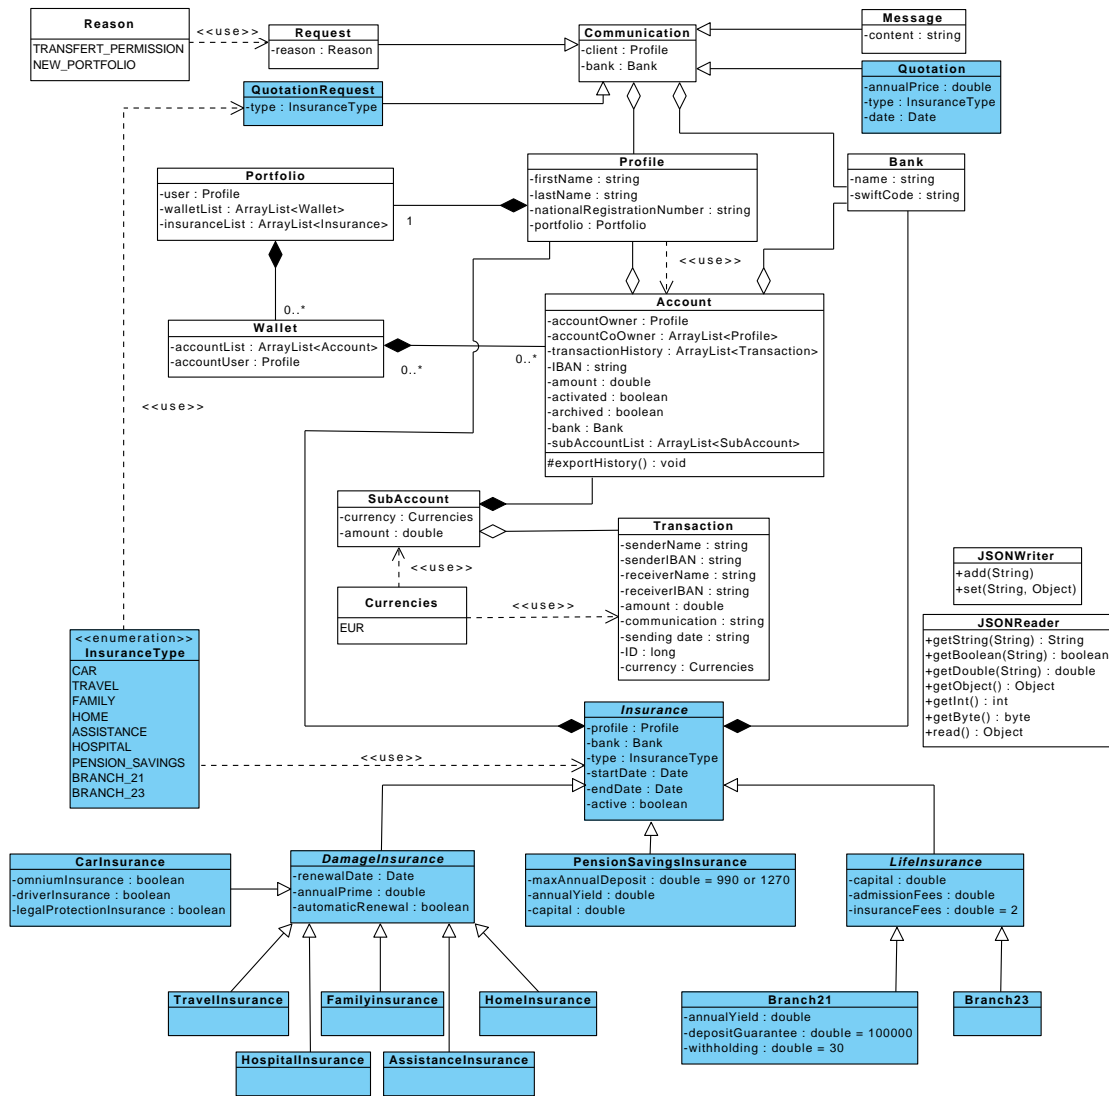 Reason
TRANSFERT_PERMISSION
NEW_PORTFOLIO
<<use>>
Request
-reason : Reason
Communication
-client : Profile
-bank : Bank
Message
-content : string
Quotation
-annualPrice : double
-type : InsuranceType
-date : Date
QuotationRequest
-type : InsuranceType
Portfolio
-user : Profile
-walletList : ArrayList<Wallet>
-insuranceList : ArrayList<Insurance>
1
Profile
-firstName : string
-lastName : string
-nationalRegistrationNumber : string
-portfolio : Portfolio
Bank
-name : string
-swiftCode : string
<<use>>
0..*
Wallet
-accountList : ArrayList<Account>
-accountUser : Profile
0..*
0..*
Account
-accountOwner : Profile
-accountCoOwner : ArrayList<Profile>
-transactionHistory : ArrayList<Transaction>
-IBAN : string
-amount : double
-activated : boolean
-archived : boolean
-bank : Bank
-subAccountList : ArrayList<SubAccount>
#exportHistory() : void
<<use>>
SubAccount
-currency : Currencies
-amount : double
<<use>>
Currencies
EUR
<<use>>
Transaction
-senderName : string
-senderIBAN : string
-receiverName : string
-receiverIBAN : string
-amount : double
-communication : string
-sending date : string
-ID : long
-currency : Currencies
JSONWriter
+add(String)
+set(String, Object)
JSONReader
+getString(String) : String
+getBoolean(String) : boolean
+getDouble(String) : double
+getObject() : Object
+getInt() : int
+getByte() : byte
+read() : Object
<<enumeration>>
InsuranceType
CAR
TRAVEL
FAMILY
HOME
ASSISTANCE
HOSPITAL
PENSION_SAVINGS
BRANCH_21
BRANCH_23
<<use>>
Insurance
-profile : Profile
-bank : Bank
-type : InsuranceType
-startDate : Date
-endDate : Date
-active : boolean
CarInsurance
-omniumInsurance : boolean
-driverInsurance : boolean
-legalProtectionInsurance : boolean
DamageInsurance
-renewalDate : Date
-annualPrime : double
-automaticRenewal : boolean
PensionSavingsInsurance
-maxAnnualDeposit : double = 990 or 1270
-annualYield : double
-capital : double
LifeInsurance
-capital : double
-admissionFees : double
-insuranceFees : double = 2
TravelInsurance
Familyinsurance
HomeInsurance
HospitalInsurance
AssistanceInsurance
Branch21
-annualYield : double
-depositGuarantee : double = 100000
-withholding : double = 30
Branch23